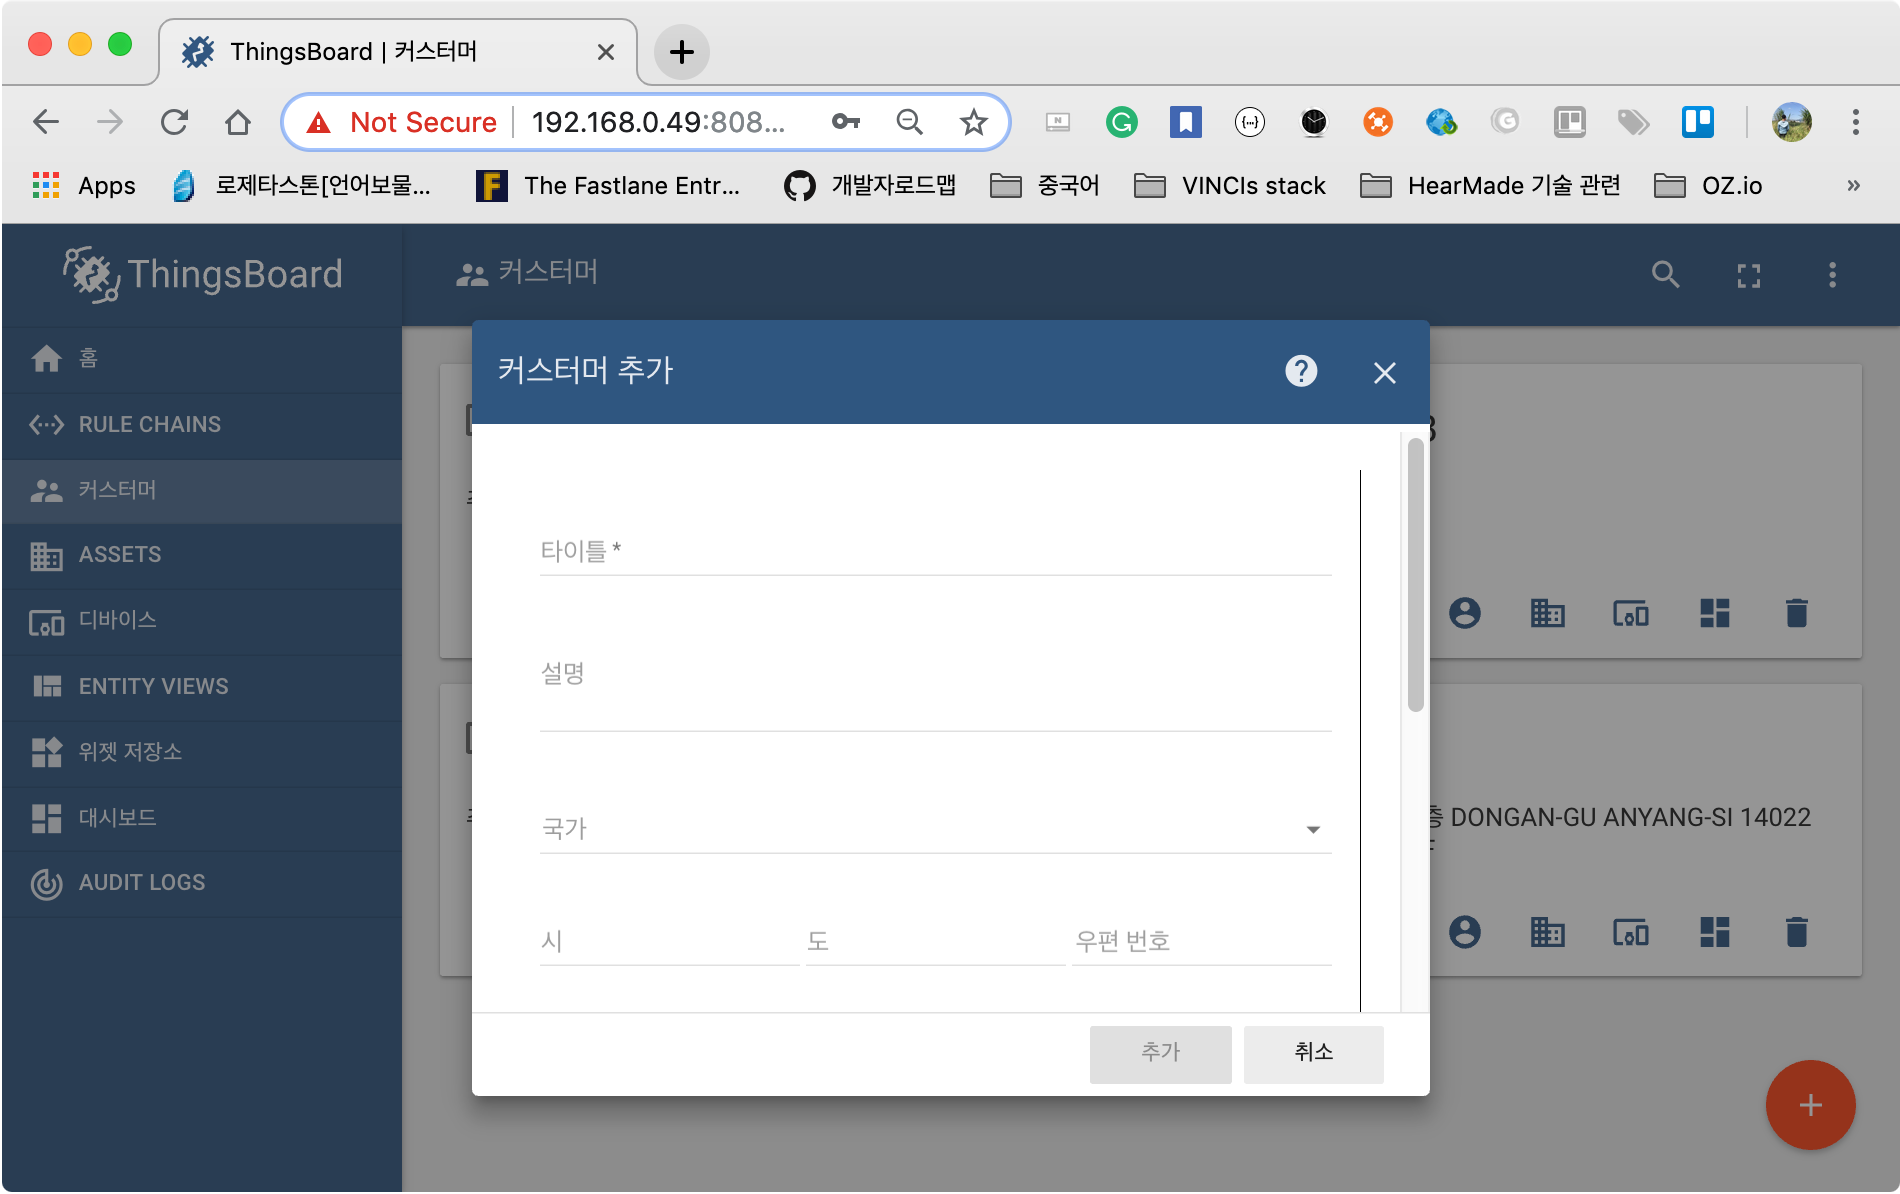 ThingsBoard | 커스터머
Not Secure 192.168.0.49:808...
Apps 로제타스톤[언어보물... The Fastlane Entr... 개발자로드맵 중국어 VINCIs stack HearMade 기술 관련 OZ.io »
ThingsBoard
커스터머
홈
RULE CHAINS
커스터머
ASSETS
디바이스
ENTITY VIEWS
위젯 저장소
대시보드
AUDIT LOGS
커스터머 추가
타이틀 *
설명
국가
시 도 우편 번호
추가 취소
층 DONGAN-GU ANYANG-SI 14022